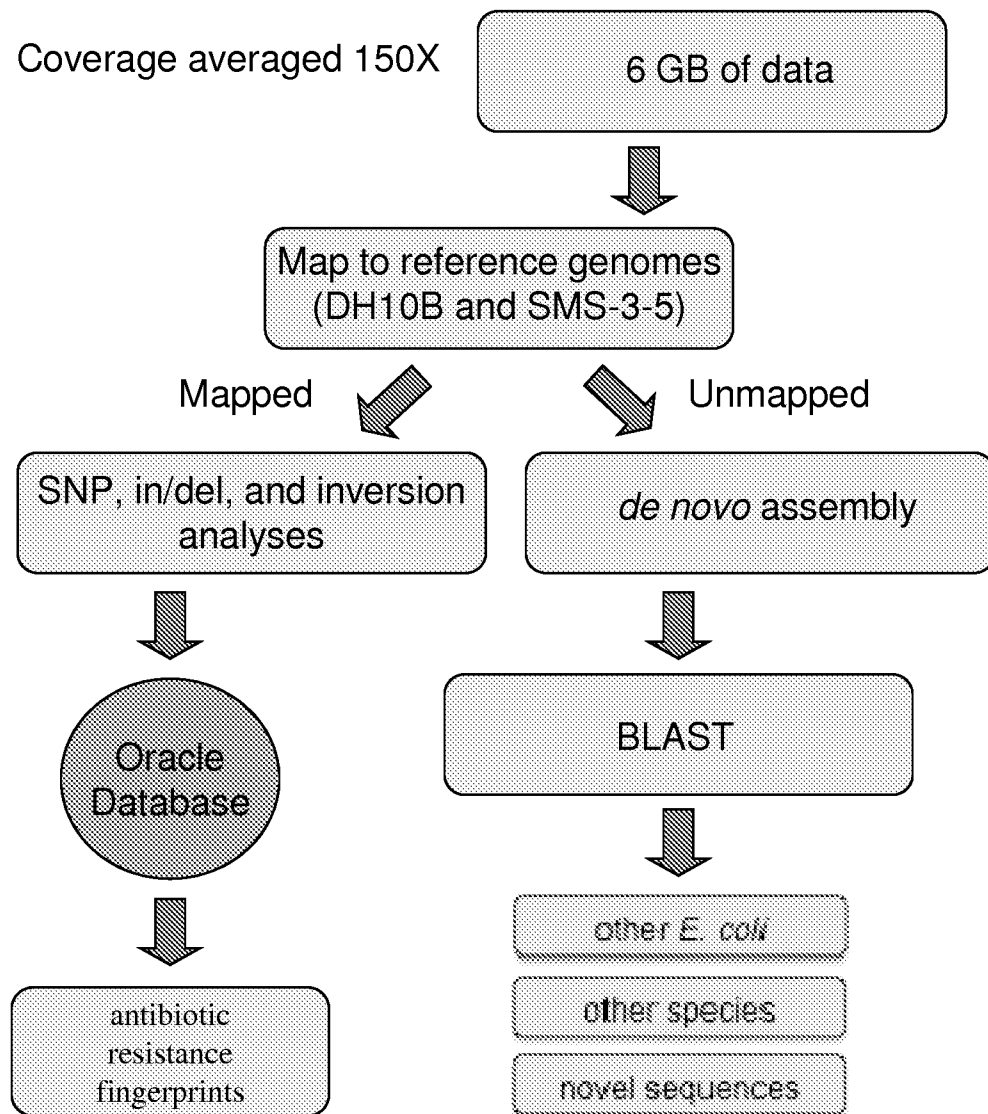 Coverage averaged 150X
6 GB of data
Map to reference genomes
(DH10B and SMS-3-5)
Mapped
Unmapped
SNP, in/del, and inversion
analyses
de novo assembly
Oracle
Database
BLAST
antibiotic
resistance
fingerprints
other E. coli
other species
novel sequences